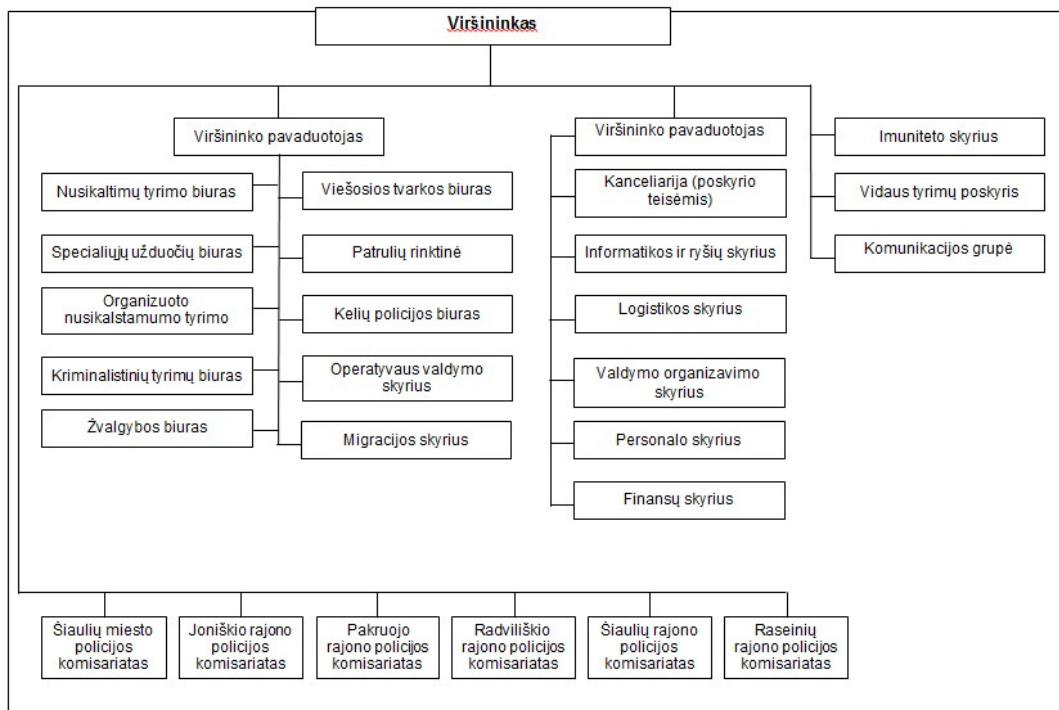 Viršininkas
Viršininko pavaduotojas
Nusikaltimų tyrimo biuras
Specialiųjų užduočių biuras
Organizuoto
nusikalstamumo tyrimo
Kriminalistinių tyrimų biuras
Žvalgybos biuras
Viešosios tvarkos biuras
Patrulių rinktinė
Kelių policijos biuras
Operatyvaus valdymo
skyrius
Migracijos skyrius
Viršininko pavaduotojas
Kanceliarija (poskyrio
teisėmis)
Informatikos ir ryšių skyrius
Logistikos skyrius
Valdymo organizavimo
skyrius
Personalo skyrius
Finansų skyrius
Imuniteto skyrius
Vidaus tyrimų poskyris
Komunikacijos grupė
Šiaulių miesto
policijos
komisariatas
Joniškio rajono
policijos
komisariatas
Pakruojo
rajono policijos
komisariatas
Radviliškio
rajono policijos
komisariatas
Šiaulių rajono
policijos
komisariatas
Raseinių
rajono policijos
komisariatas